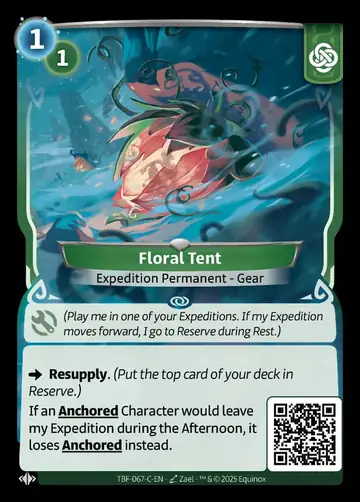 1
1
Floral Tent
Expedition Permanent - Gear
(Play me in one of your Expeditions. If my Expedition
moves forward, I go to Reserve during Rest.)
➔ Resupply. (Put the top card of your deck in
Reserve.)
If an Anchored Character would leave
my Expedition during the Afternoon, it
loses Anchored instead.
TBF-067-C-EN - Zael - ™ & © 2025 Equinox